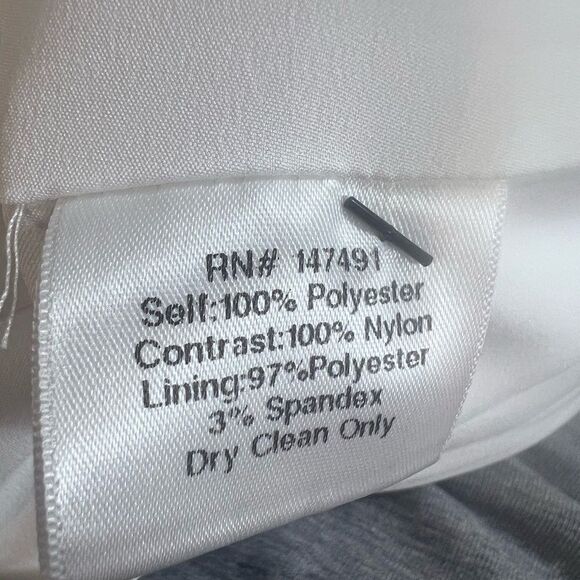 RN# 147491
Self:100% Polyester
Contrast:100% Nylon
Lining:97%Polyester
3% Spandex
Dry Clean Only